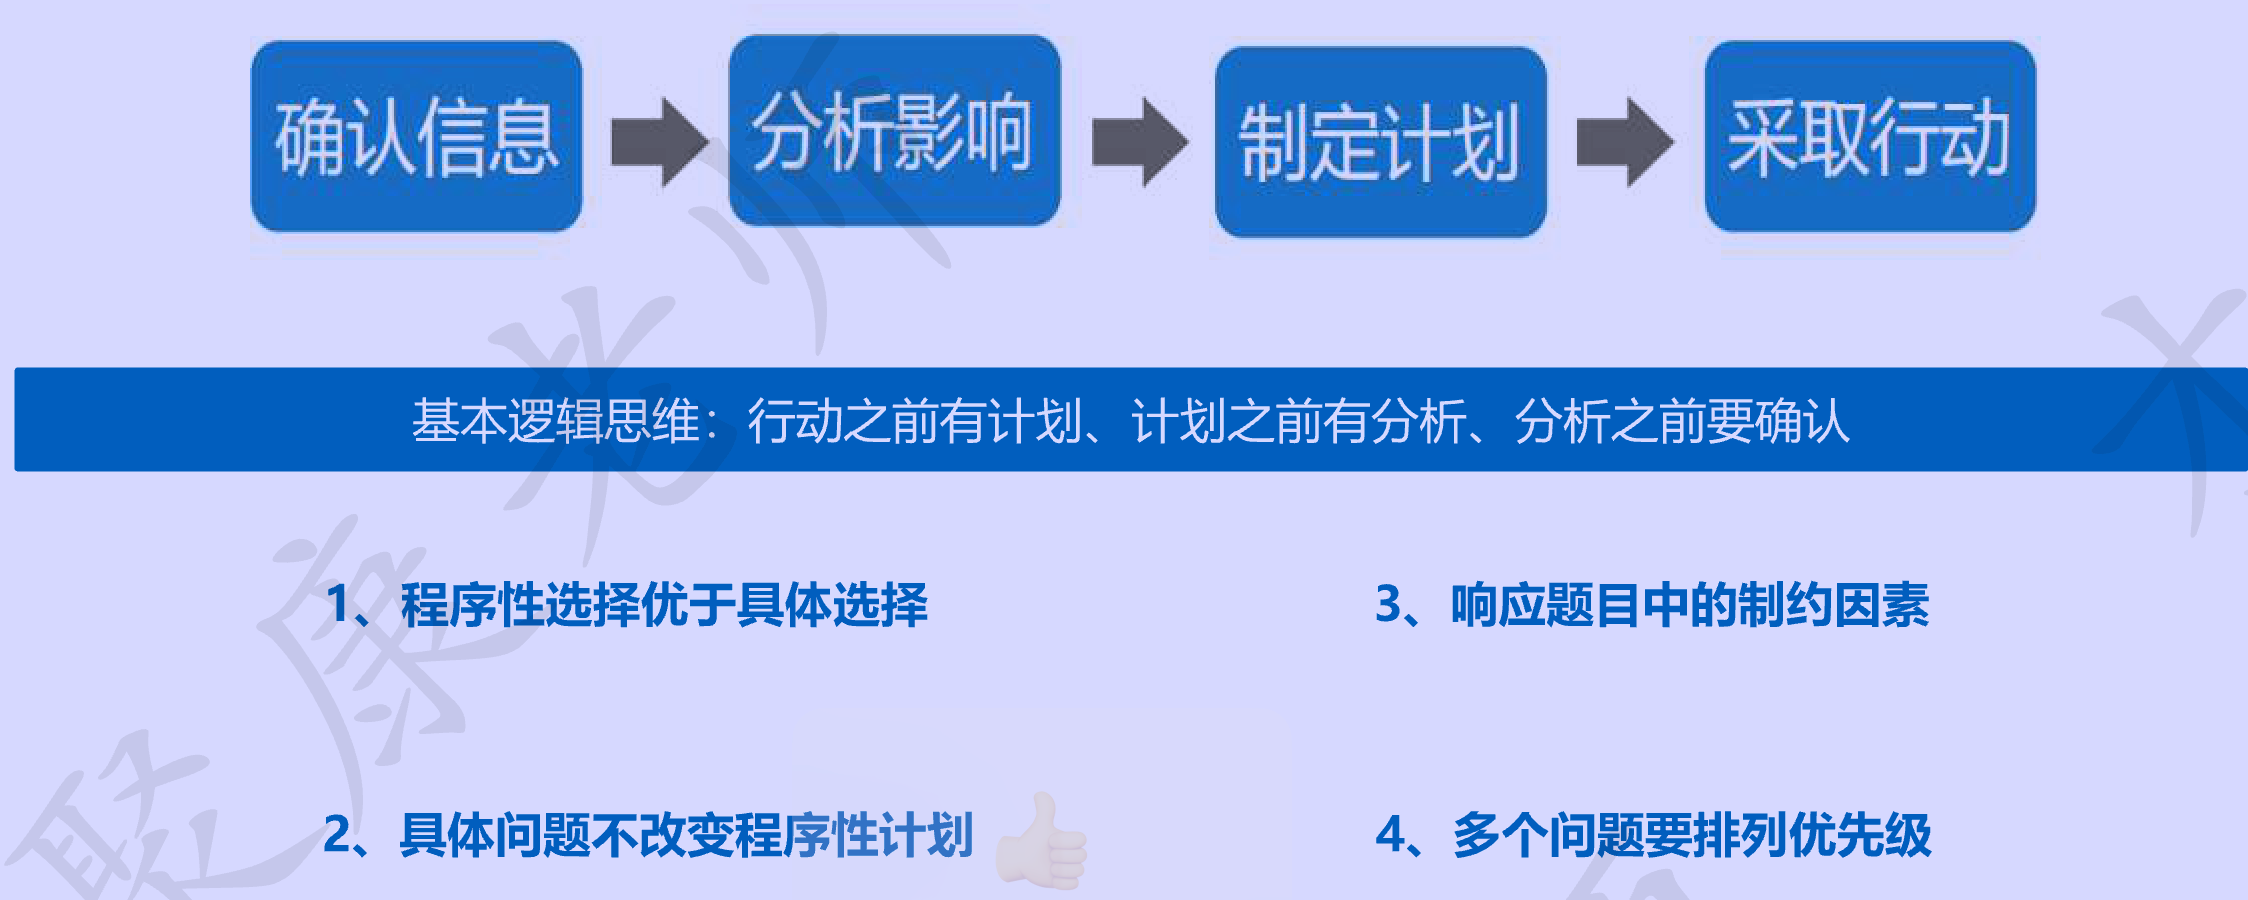 确认信息 分析影响 制定计划 采取行动
基本逻辑思维：行动之前有计划、计划之前有分析、分析之前要确认
1、程序性选择优于具体选择
3、响应题目中的制约因素
2、具体问题不改变程序性计划
4、多个问题要排列优先级
聚康老师